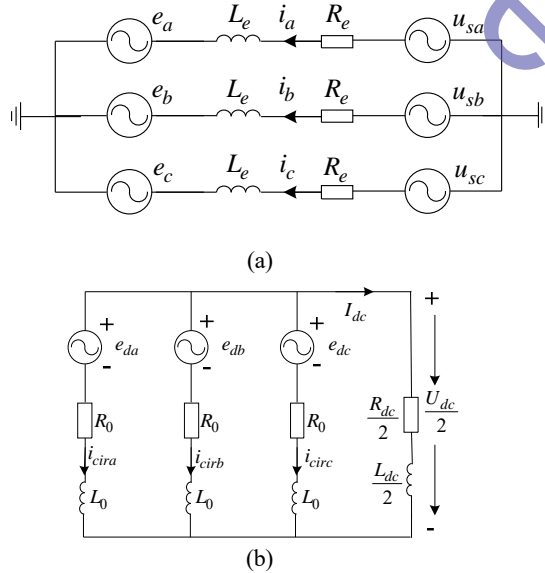 e_a L_e i_a R_e u_sa
e_b L_e i_b R_e u_sb
e_c L_e i_c R_e u_sc
(a)
I_dc +
+ + +
e_da e_db e_dc
- - -
R_0 R_0 R_0 R_dc/2 U_dc/2
i_cira i_cirb i_circ
L_0 L_0 L_0 L_dc/2
-
(b)